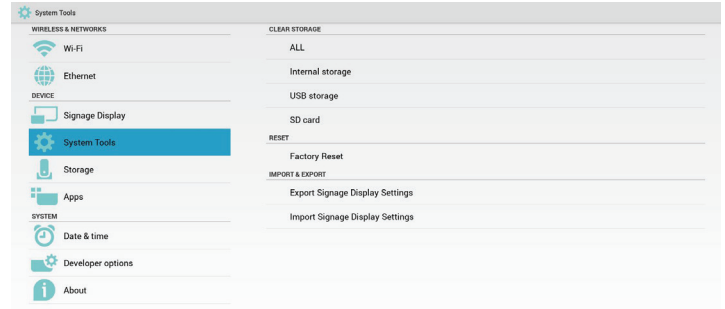 System Tools
WIRELESS & NETWORKS
Wi-Fi
Ethernet
DEVICE
Signage Display
System Tools
Storage
Apps
SYSTEM
Date & time
Developer options
About
CLEAR STORAGE
ALL
Internal storage
USB storage
SD card
RESET
Factory Reset
IMPORT & EXPORT
Export Signage Display Settings
Import Signage Display Settings